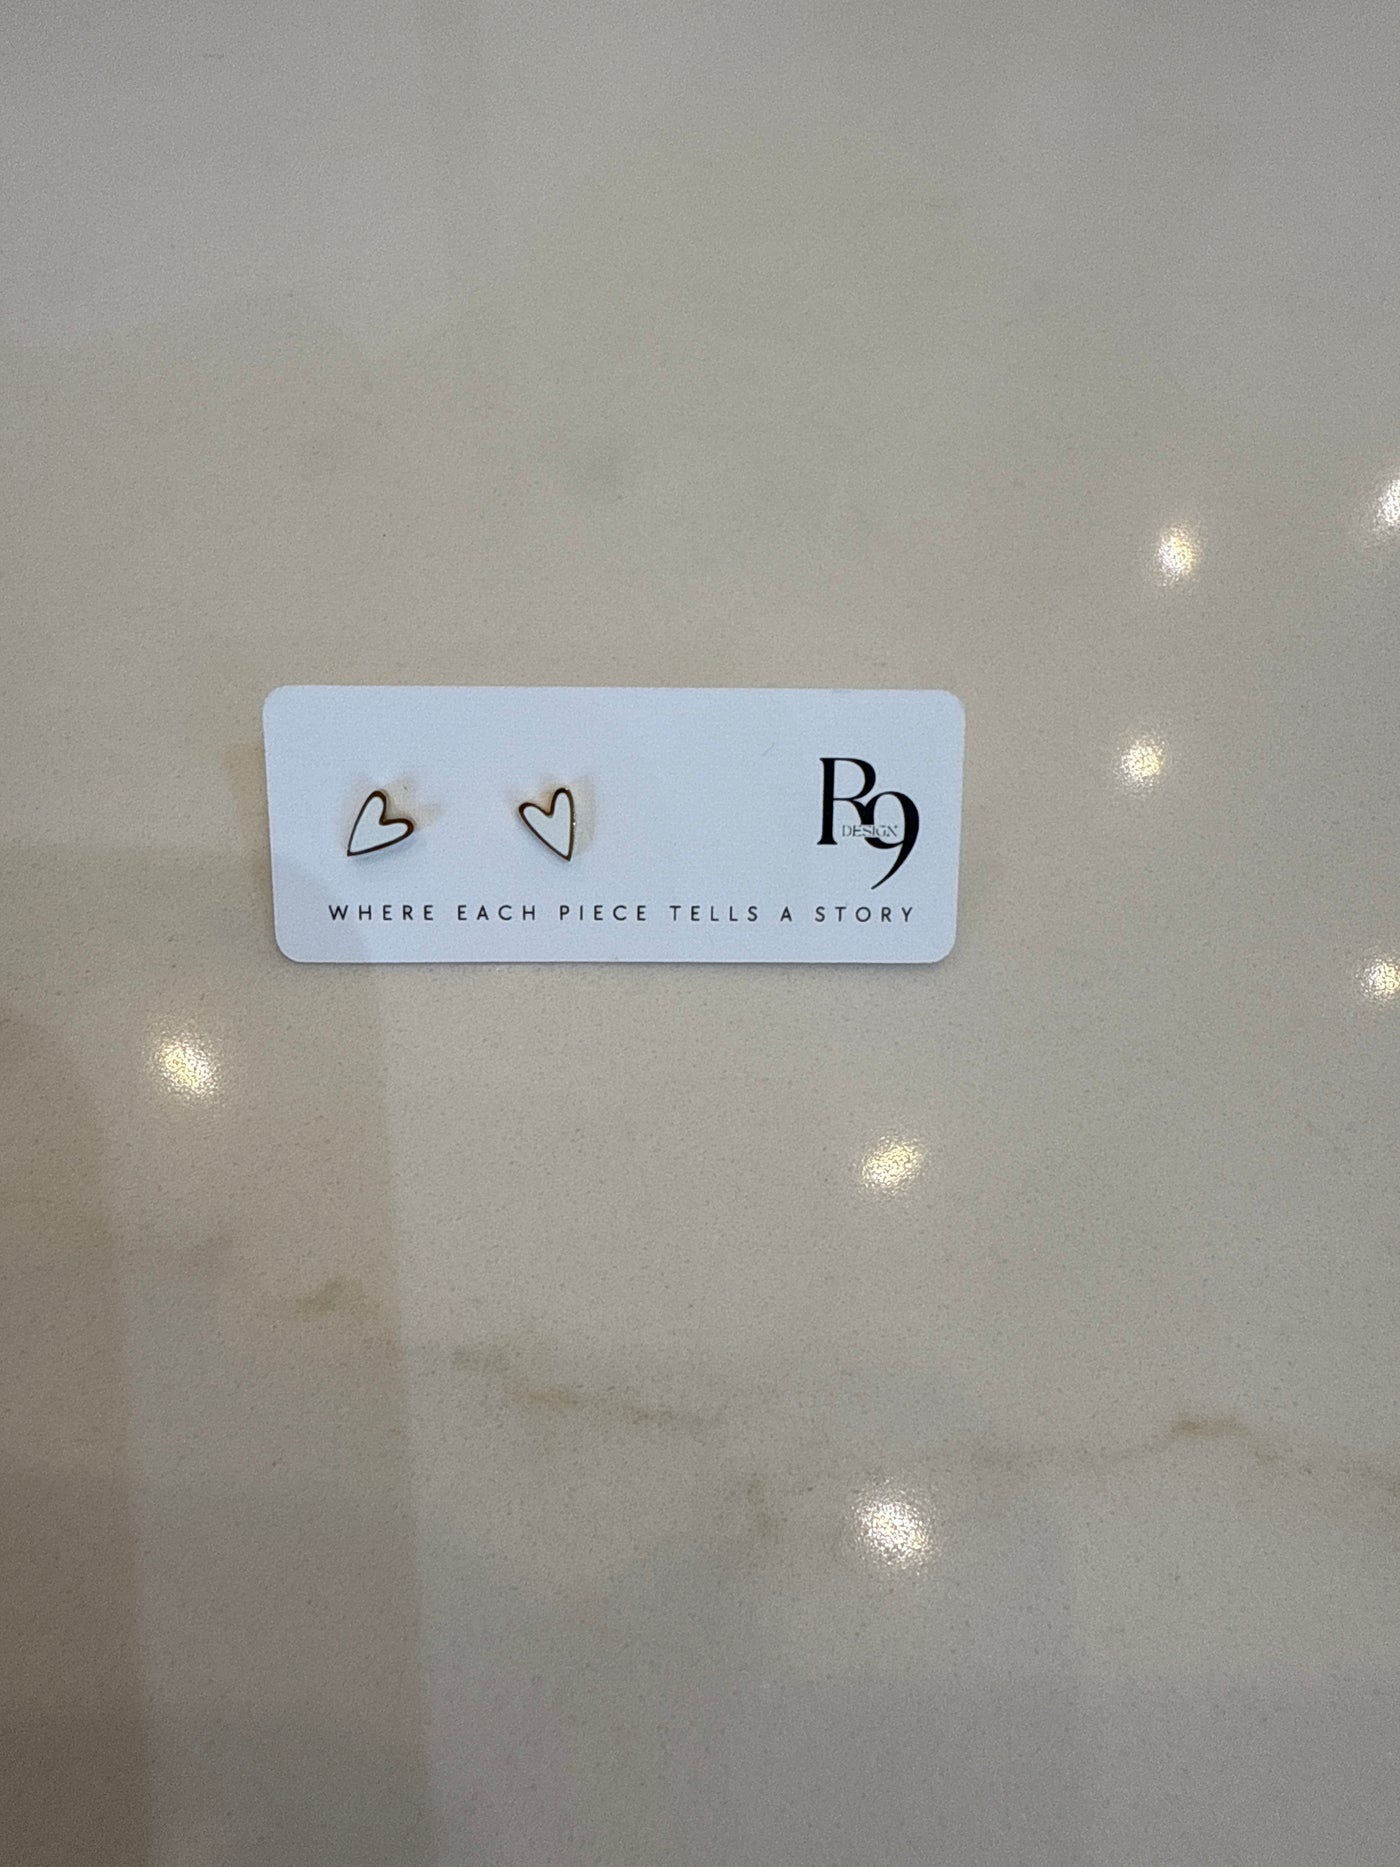 R9
DESIGN
WHERE EACH PIECE TELLS A STORY